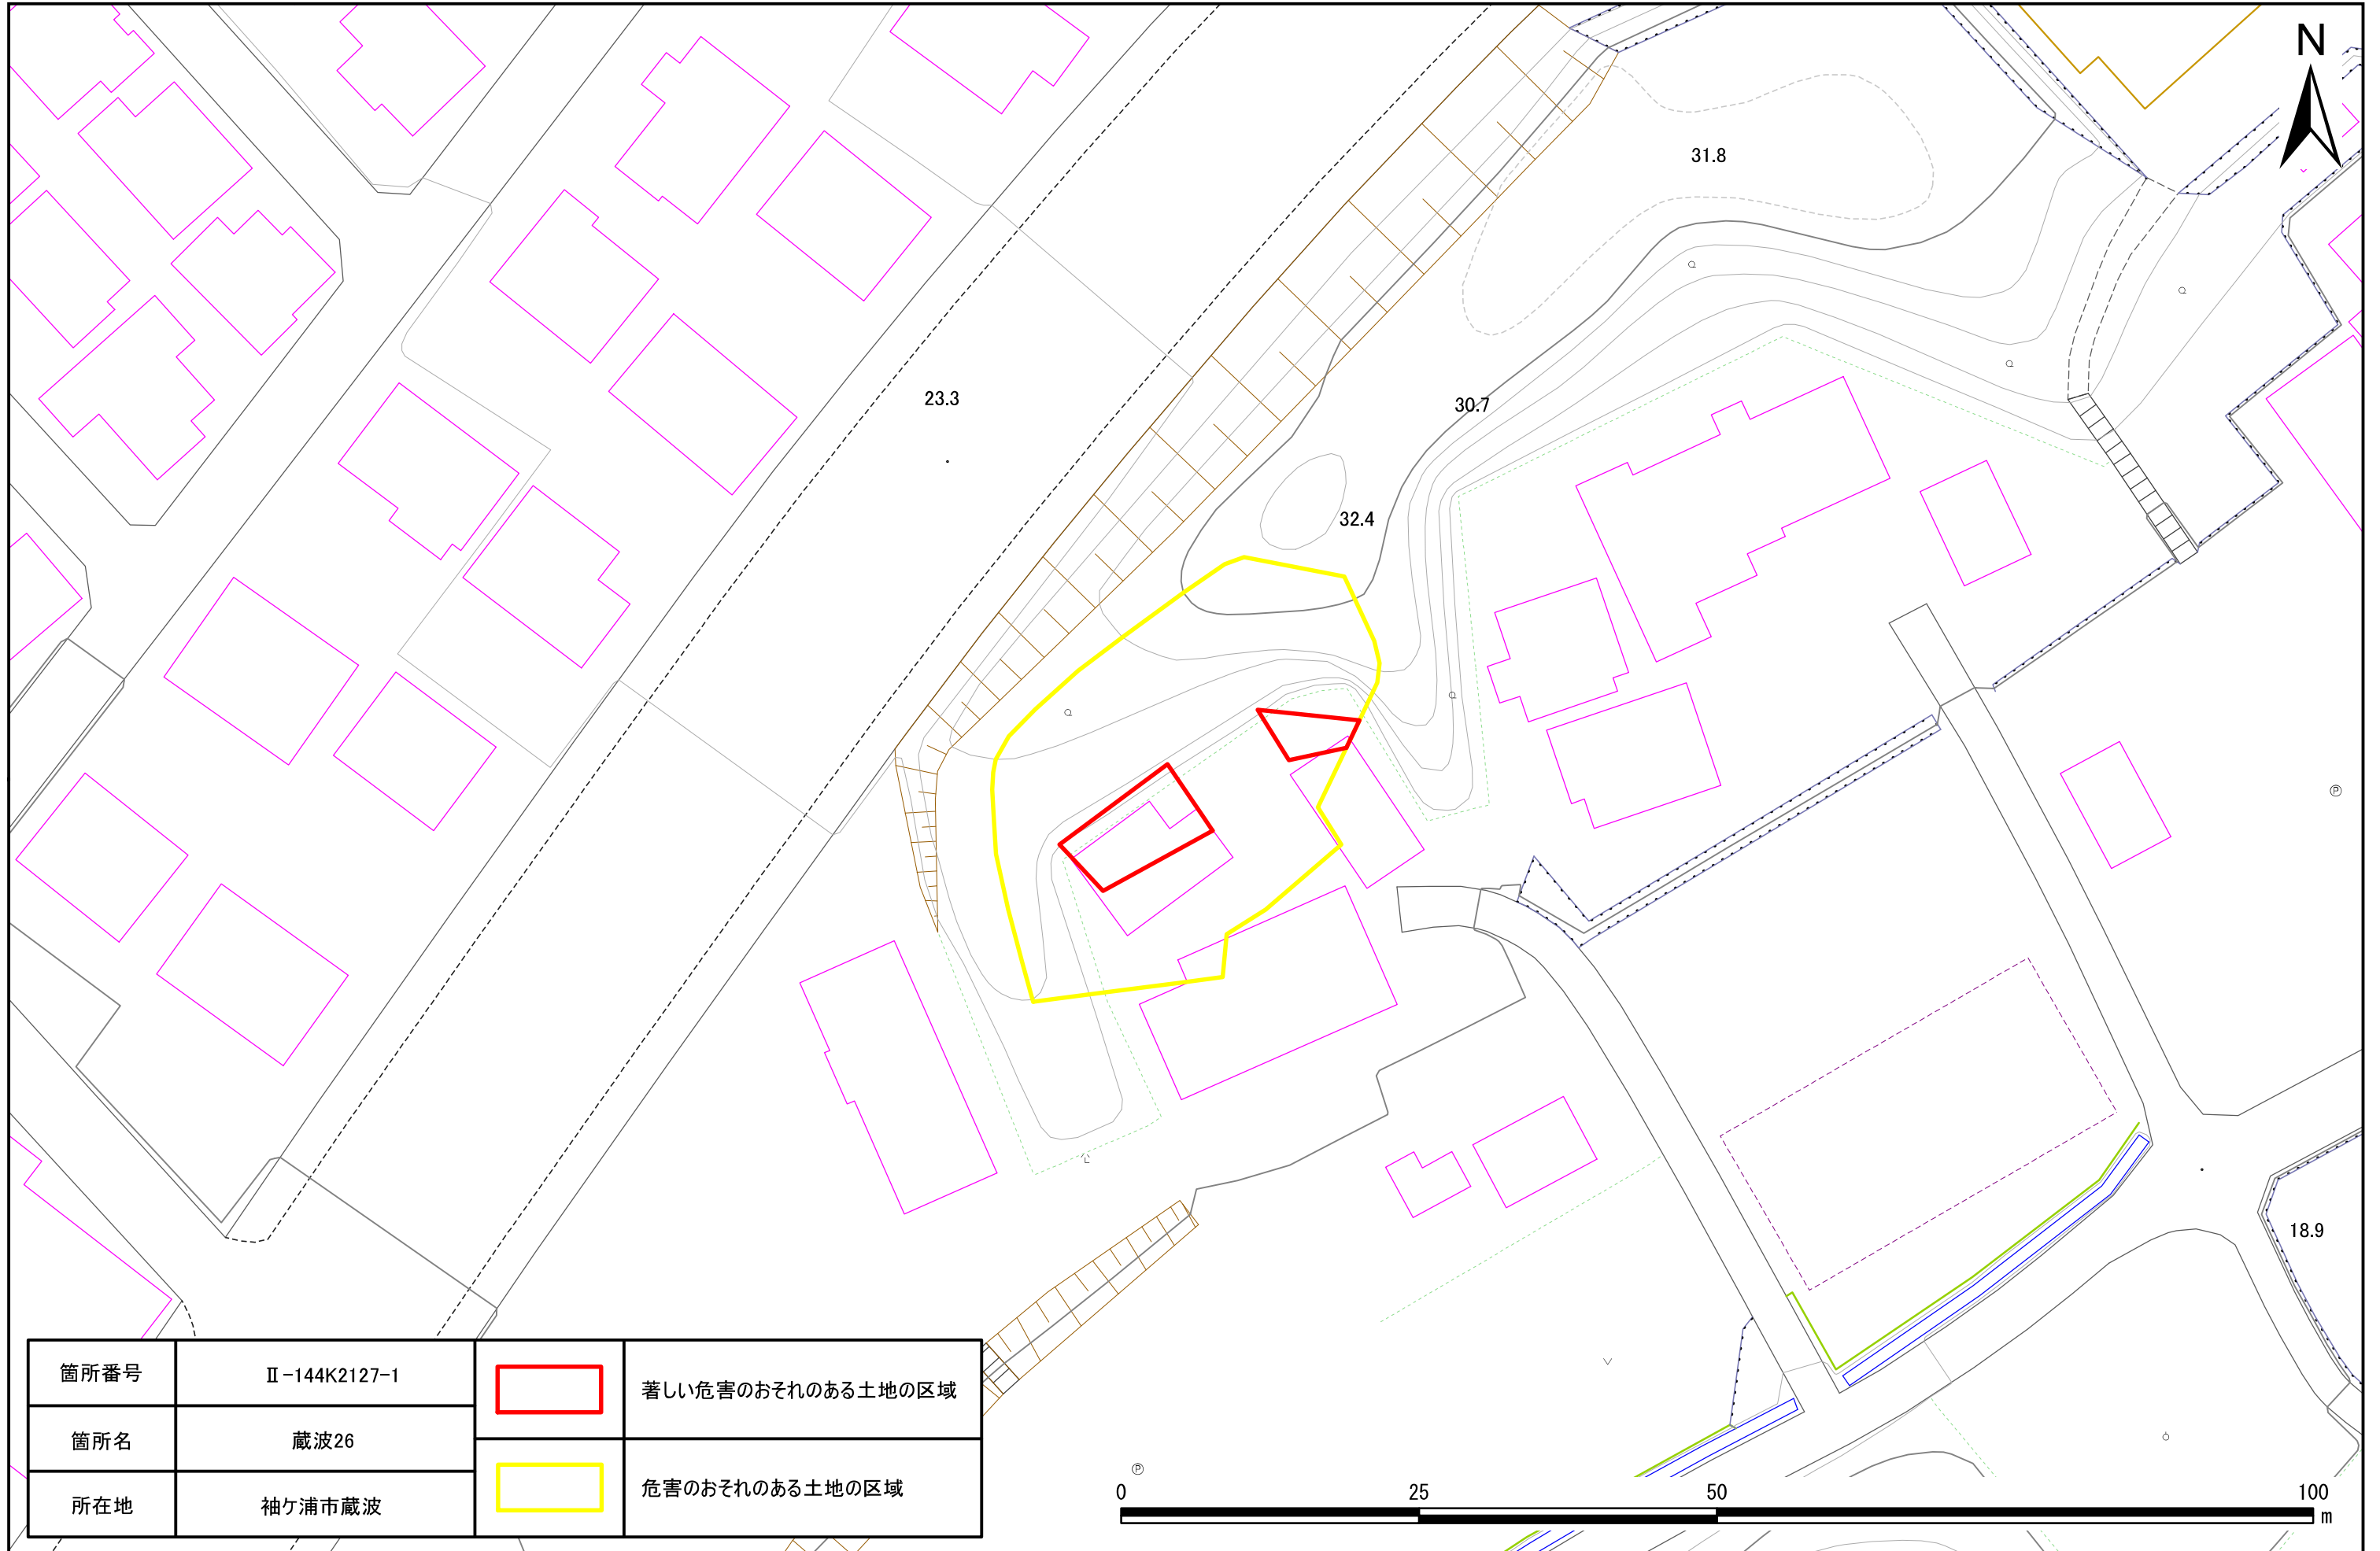 N
31.8
23.3
30.7
32.4
18.9
箇所番号
Ⅱ-144K2127-1
箇所名
蔵波26
所在地
袖ケ浦市蔵波
著しい危害のおそれのある土地の区域
危害のおそれのある土地の区域
0 25 50 100
m
Ⓟ
Ⓟ